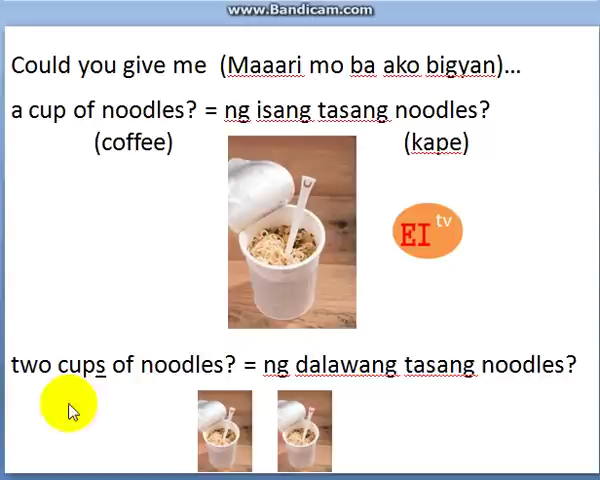 www.Bandicam.com
Could you give me (Maaari mo ba ako bigyan)...
a cup of noodles? = ng isang tasang noodles?
(coffee) (kape)
EI tv
two cups of noodles? = ng dalawang tasang noodles?